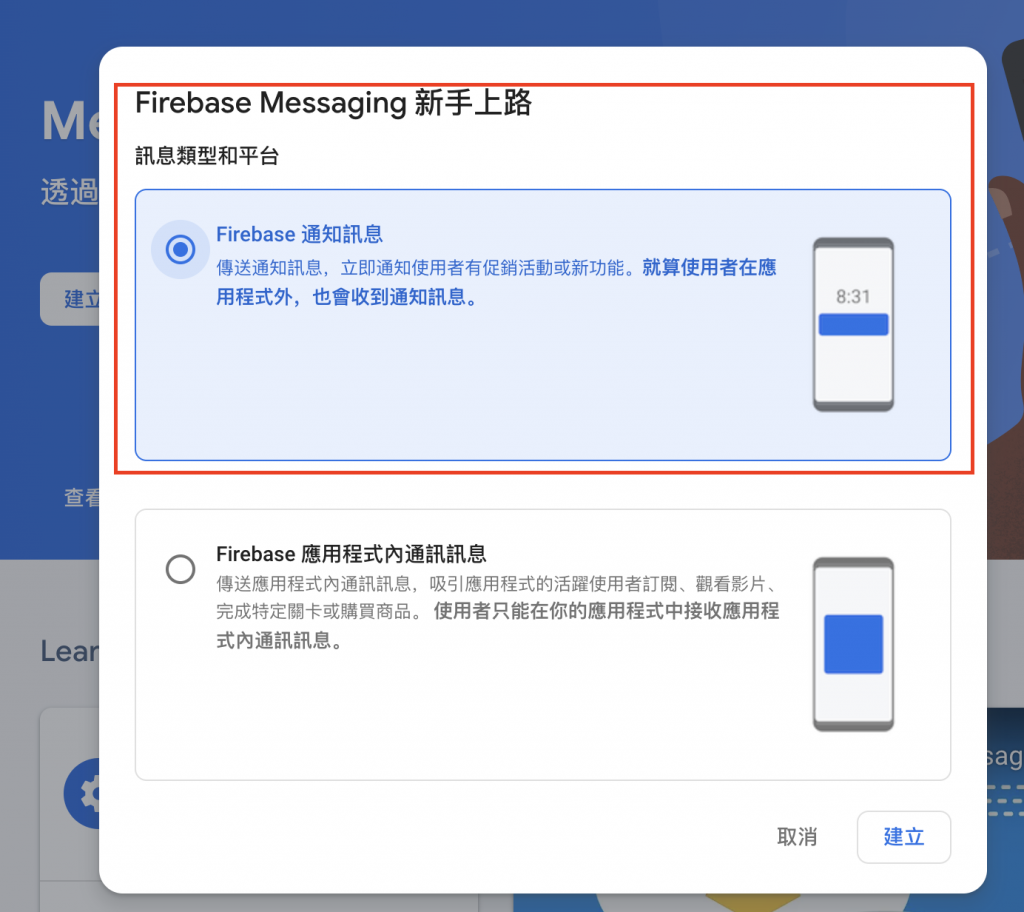 Firebase Messaging 新手上路
訊息類型和平台
Firebase 通知訊息
傳送通知訊息，立即通知使用者有促銷活動或新功能。就算使用者在應
用程式外，也會收到通知訊息。
8:31
Firebase 應用程式內通訊訊息
傳送應用程式內通訊訊息，吸引應用程式的活躍使用者訂閱、觀看影片、
完成特定關卡或購買商品。 使用者只能在你的應用程式中接收應用程
式內通訊訊息。
取消
建立
透過
建立
查看
Lear